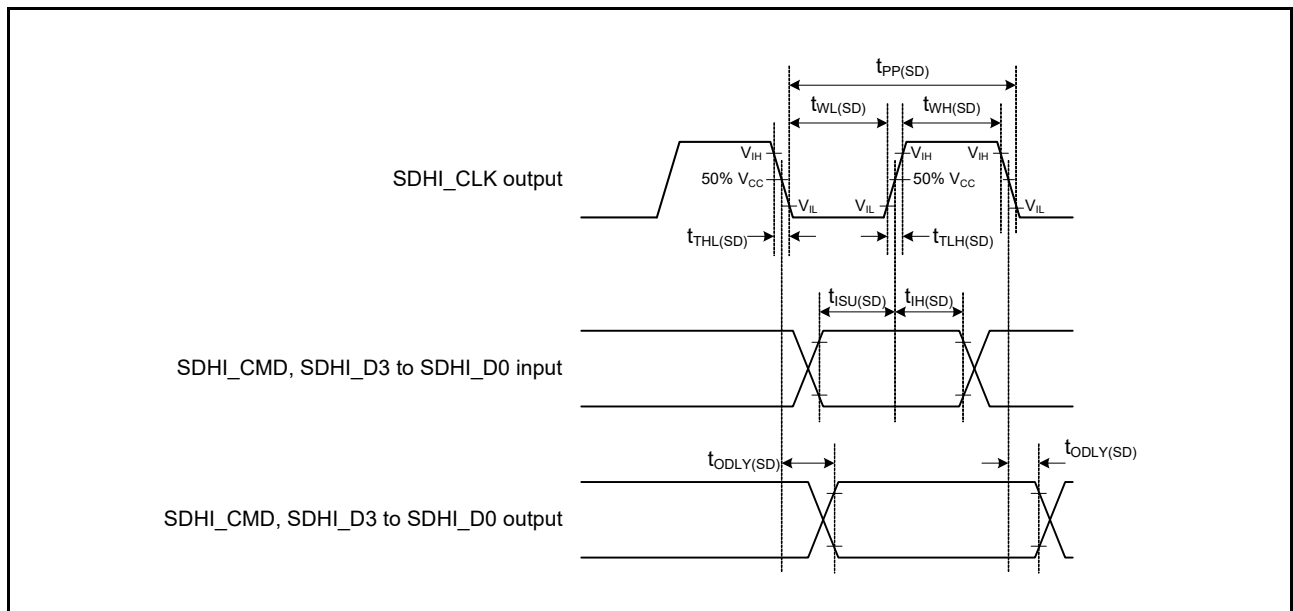 tPP(SD)
tWL(SD) tWH(SD)
SDHI_CLK output
VIH VIH VIH
50% VCC 50% VCC
VIL VIL VIL
tTHL(SD) tTLH(SD)
tISU(SD) tIH(SD)
SDHI_CMD, SDHI_D3 to SDHI_D0 input
tODLY(SD) tODLY(SD)
SDHI_CMD, SDHI_D3 to SDHI_D0 output